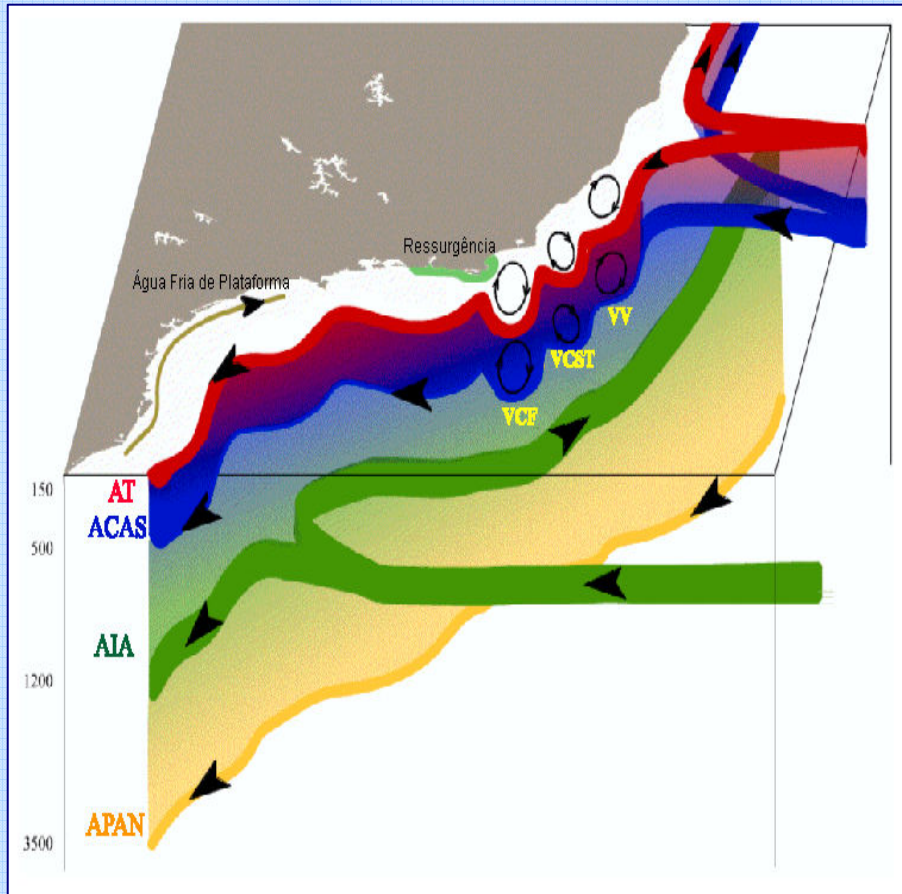 Ressurgência
Água Fria de Plataforma
VV
VCST
VCF
150
AT
ACAS
500
AIA
1200
APAN
3500